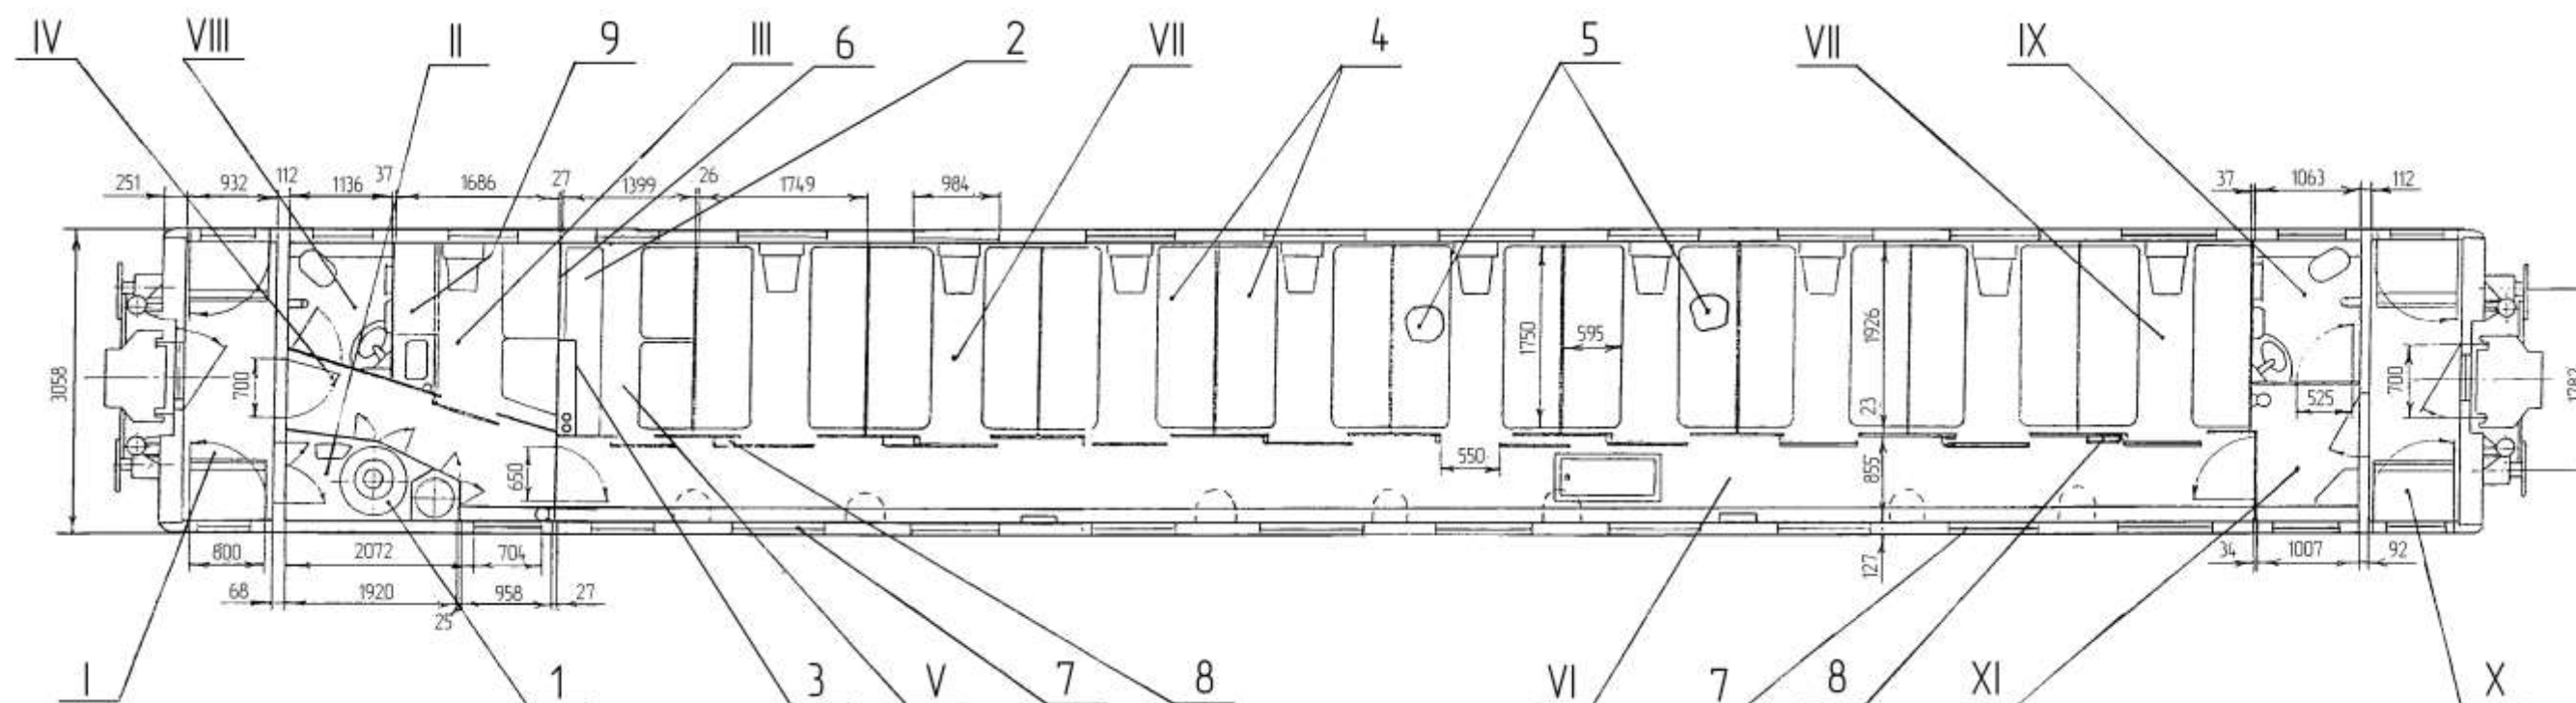 IV VIII II 9 III 6 2 VII 4 5 VII IX
251 932 112 1136 37 1686 27 1399 26 1749 984 37 1063 112
3058 700 650 1750 595 1926 23 550 855 525 700 1282
800 2072 704 127 34 1007 92
68 1920 958 27
25
I 1 3 V 7 8 VI 7 8 XI X